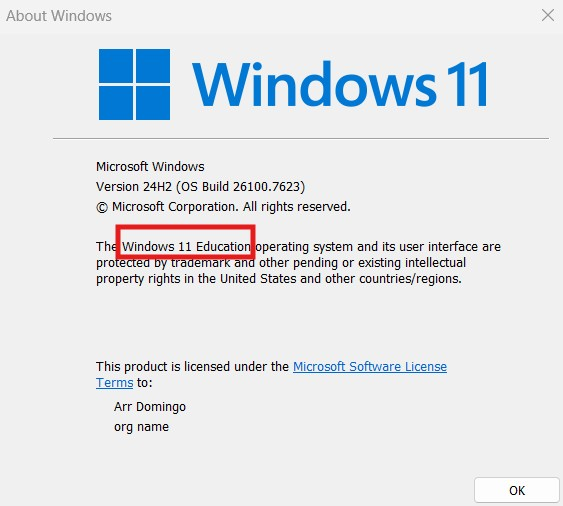 About Windows
Windows 11
Microsoft Windows
Version 24H2 (OS Build 26100.7623)
© Microsoft Corporation. All rights reserved.
The Windows 11 Education operating system and its user interface are
protected by trademark and other pending or existing intellectual
property rights in the United States and other countries/regions.
This product is licensed under the Microsoft Software License
Terms to:
Arr Domingo
org name
OK